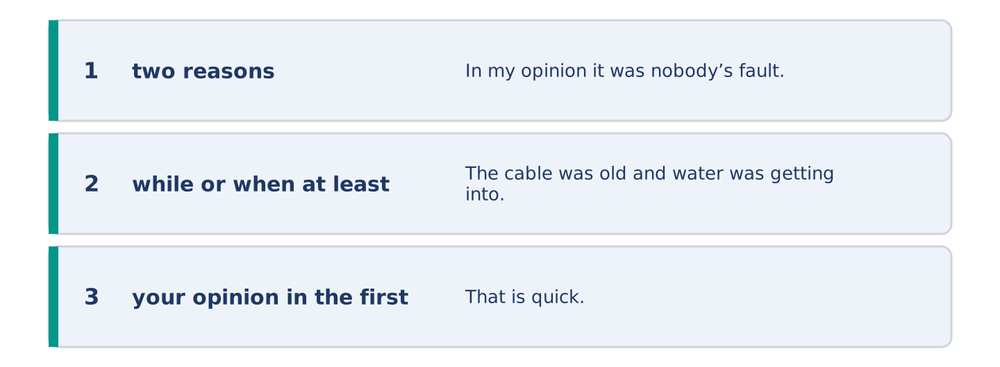 1 two reasons In my opinion it was nobody’s fault.
2 while or when at least The cable was old and water was getting
into.
3 your opinion in the first That is quick.